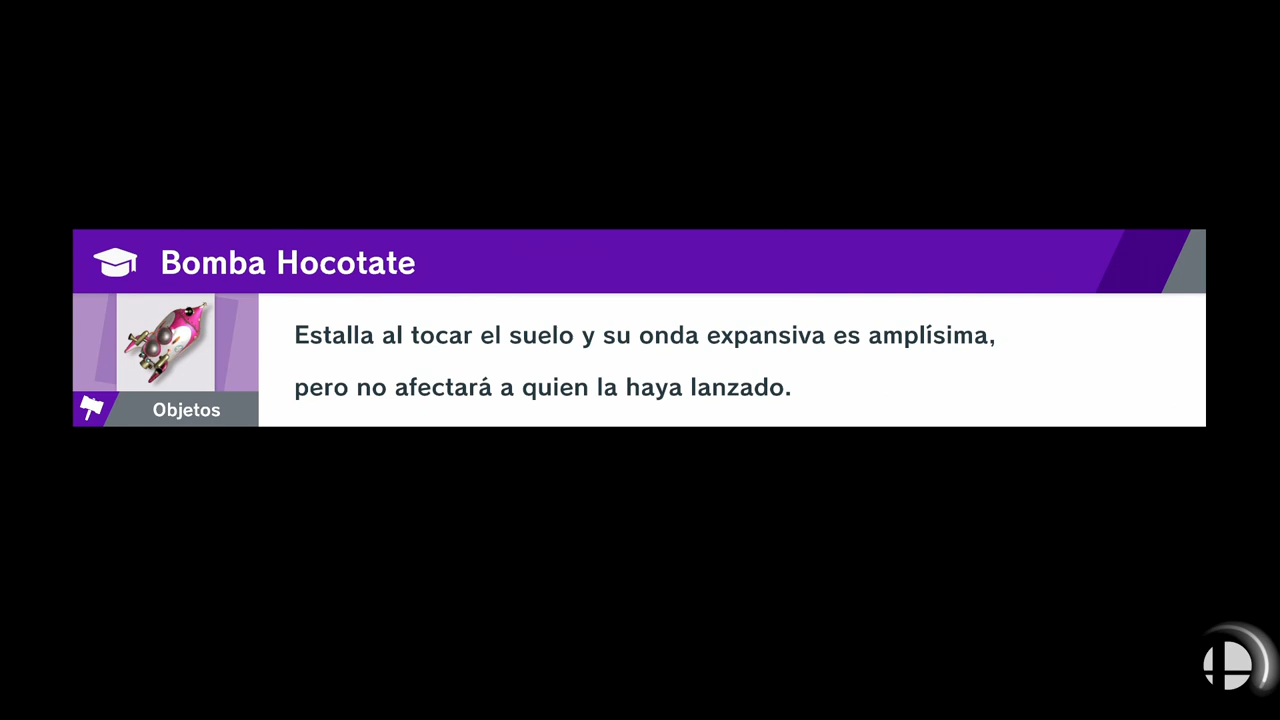 Bomba Hocotate
Estalla al tocar el suelo y su onda expansiva es amplísima,
pero no afectará a quien la haya lanzado.
Objetos